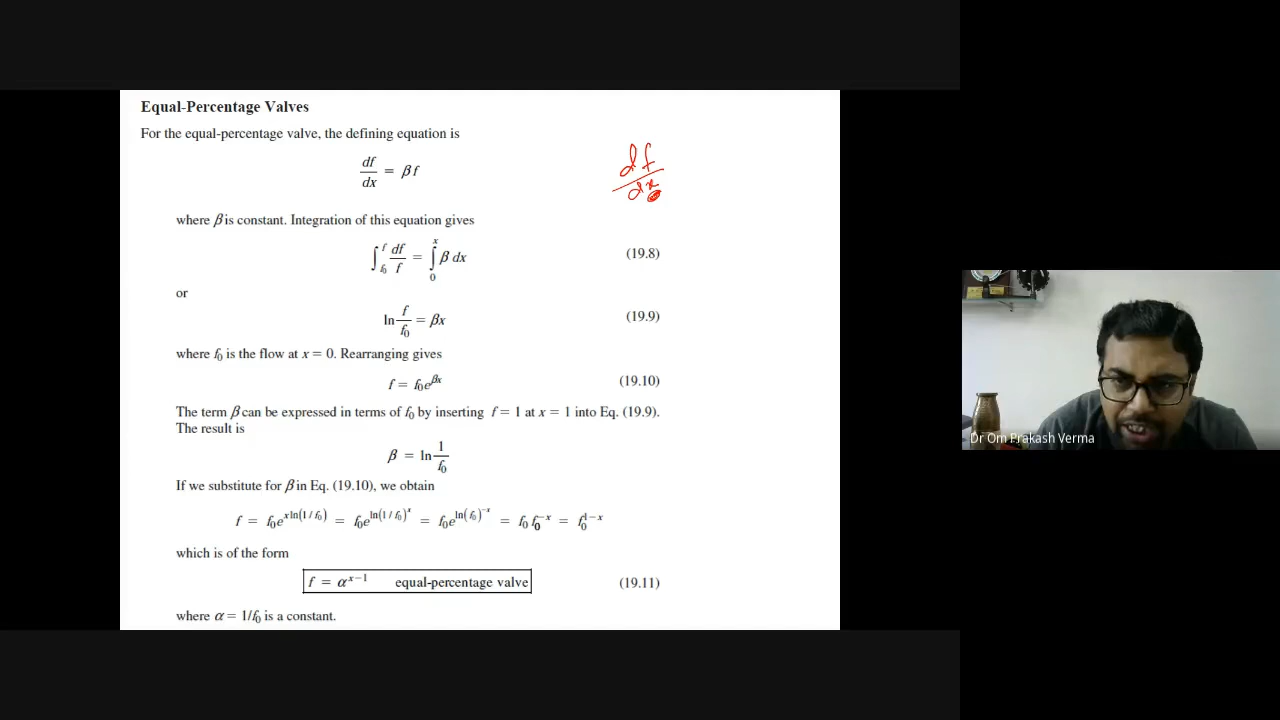 Equal-Percentage Valves
For the equal-percentage valve, the defining equation is
df/dx = βf
df/dx
where β is constant. Integration of this equation gives
∫_{f₀}^{f} df/f = ∫_{0}^{x} β dx (19.8)
or
ln f/f₀ = βx (19.9)
where f₀ is the flow at x = 0. Rearranging gives
f = f₀e^{βx} (19.10)
The term β can be expressed in terms of f₀ by inserting f = 1 at x = 1 into Eq. (19.9).
The result is
β = ln 1/f₀
If we substitute for β in Eq. (19.10), we obtain
f = f₀e^{x ln(1/f₀)} = f₀e^{ln(1/f₀)^x} = f₀e^{ln(f₀)^{-x}} = f₀f₀^{-x} = f₀^{1-x}
which is of the form
f = α^{x-1} equal-percentage valve (19.11)
where α = 1/f₀ is a constant.
Dr Om Prakash Verma